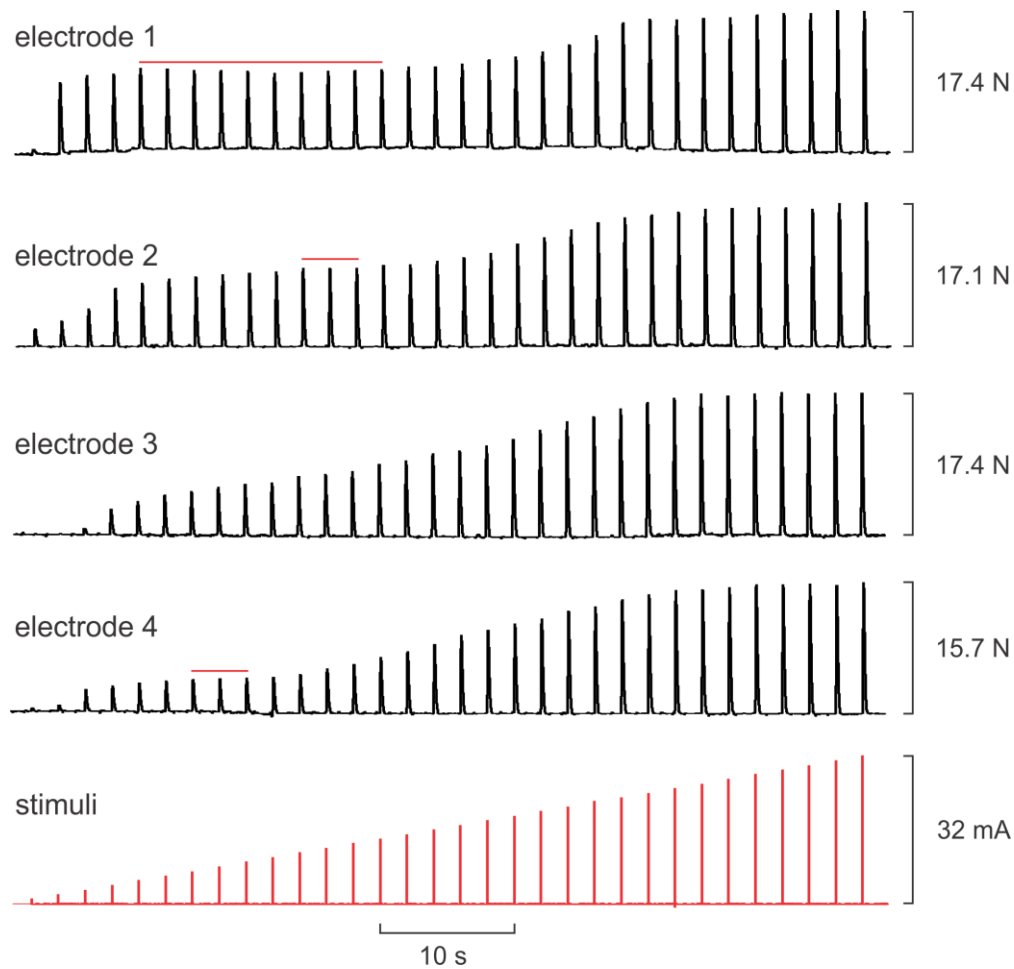 electrode 1
17.4 N
electrode 2
17.1 N
electrode 3
17.4 N
electrode 4
15.7 N
stimuli
32 mA
10 s